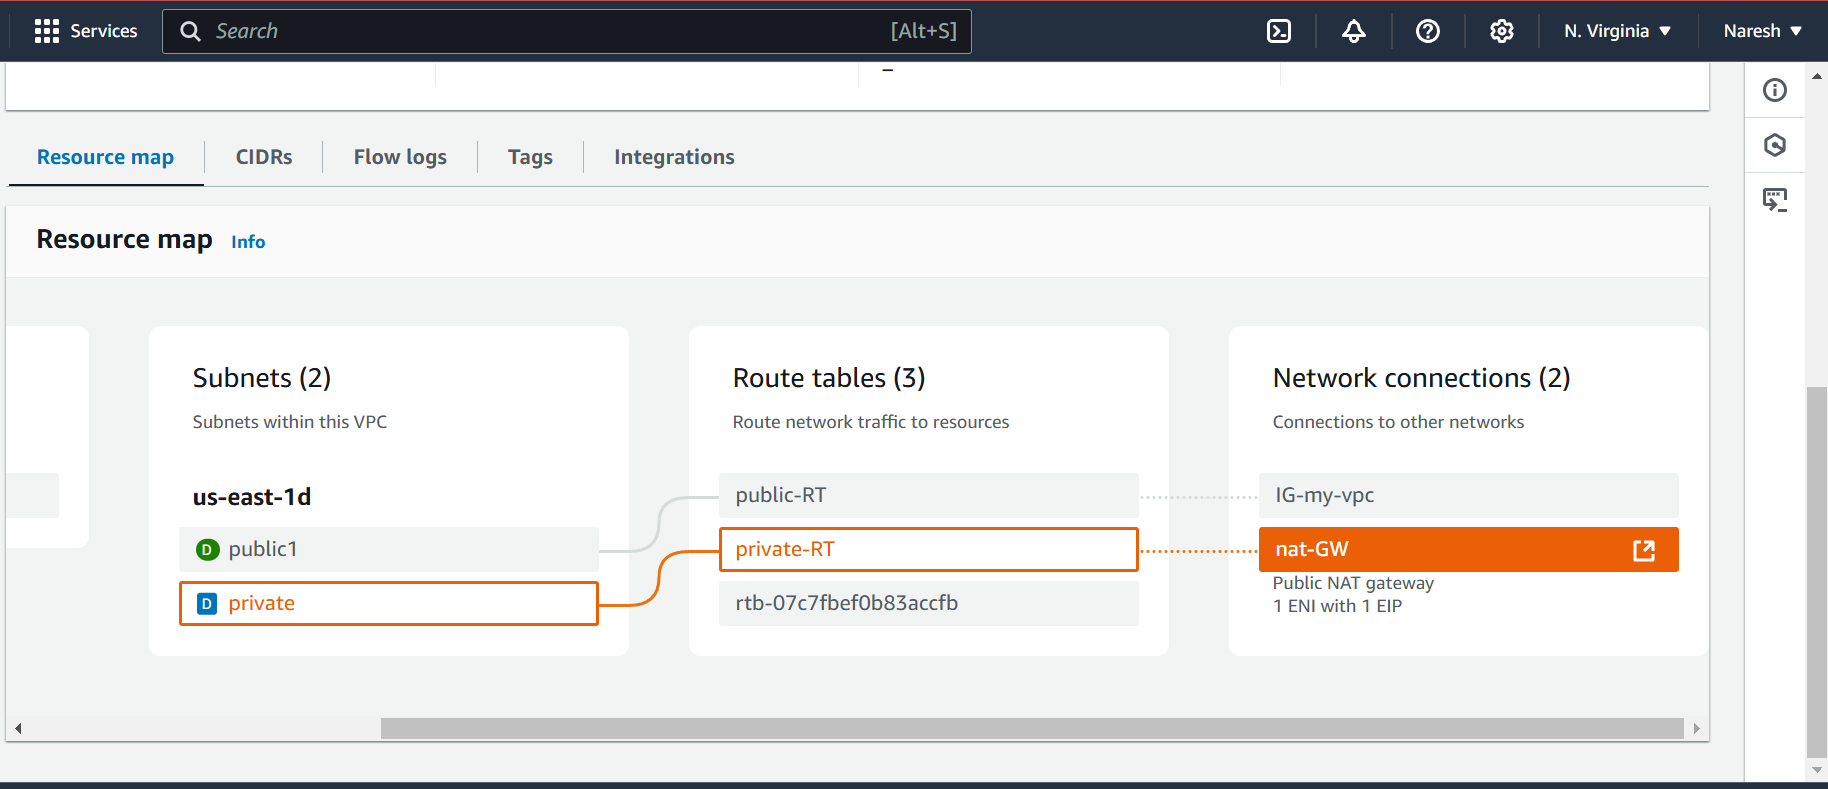 Services
Search [Alt+S]
N. Virginia
Naresh
–
Resource map
CIDRs
Flow logs
Tags
Integrations
Resource map Info
Subnets (2)
Subnets within this VPC
us-east-1d
D public1
D private
Route tables (3)
Route network traffic to resources
public-RT
private-RT
rtb-07c7fbef0b83accfb
Network connections (2)
Connections to other networks
IG-my-vpc
nat-GW
Public NAT gateway
1 ENI with 1 EIP